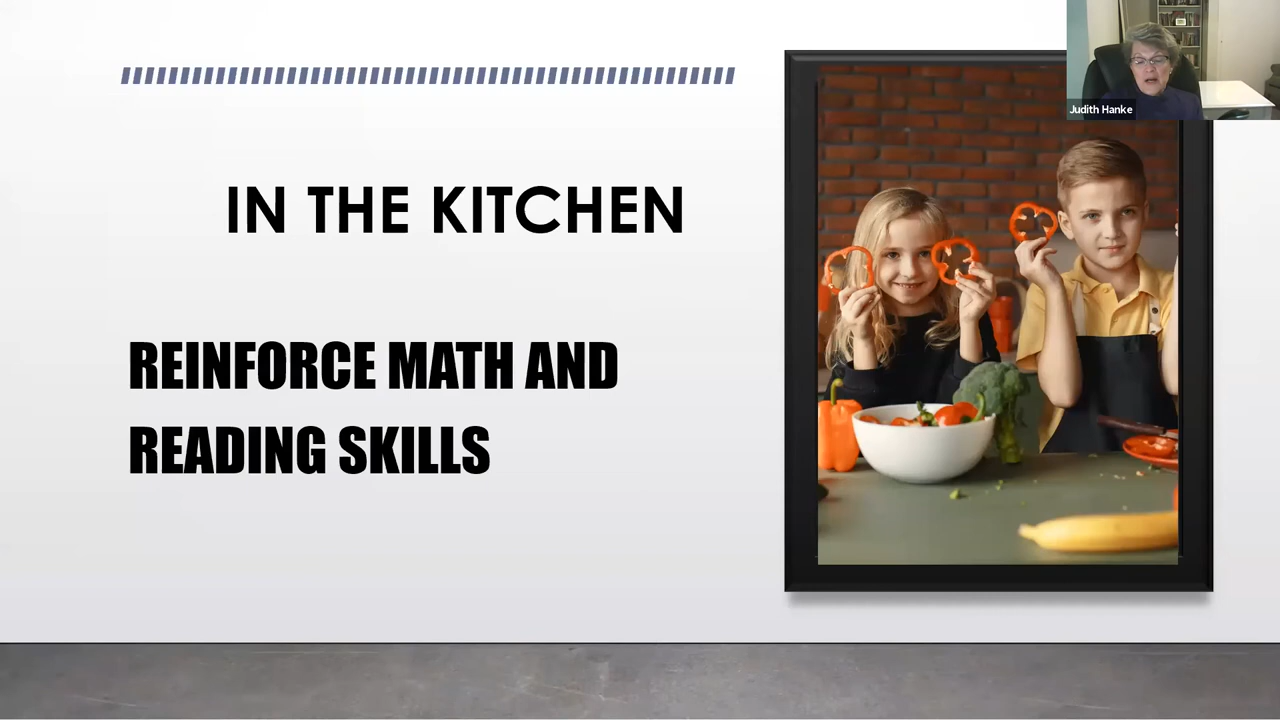 IN THE KITCHEN
REINFORCE MATH AND
READING SKILLS
Judith Hanke